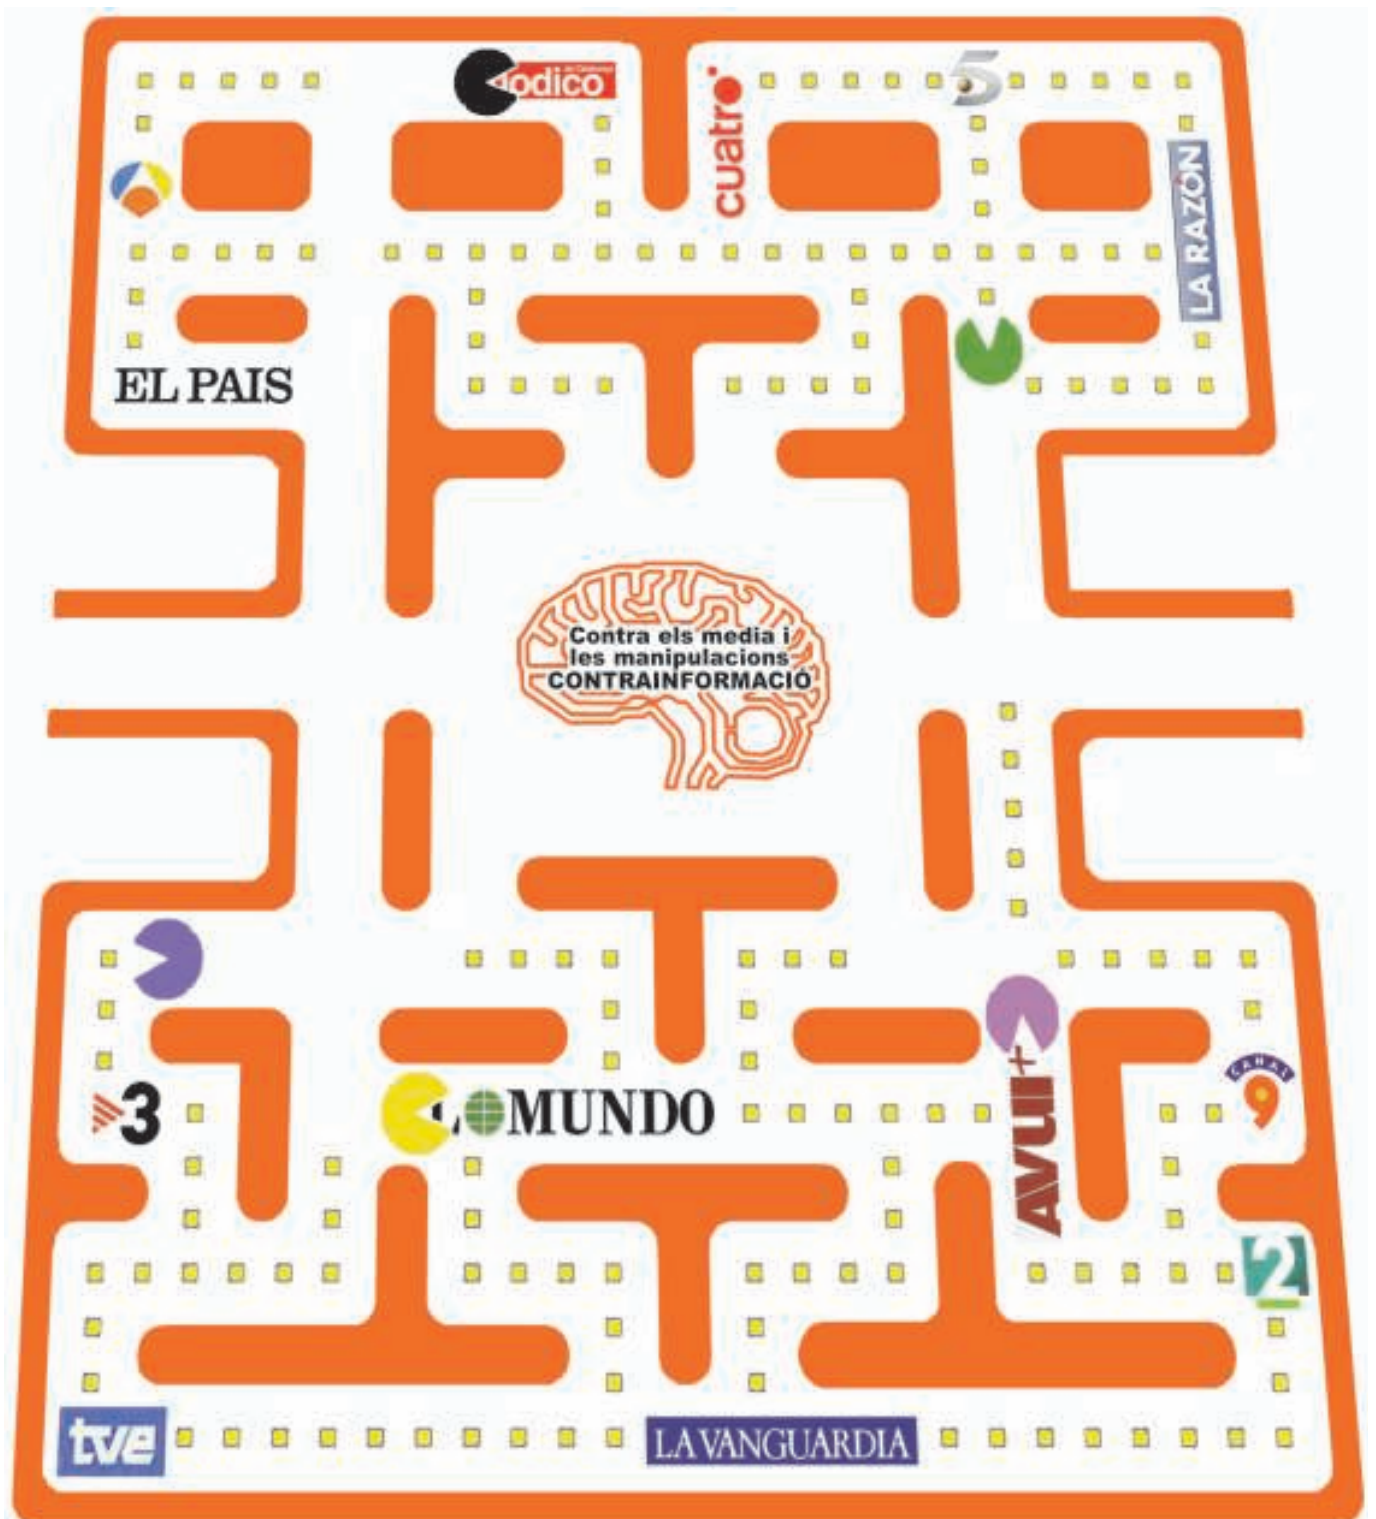 odico
cuatro
5
LA RAZÓN
EL PAIS
Contra els media i
les manipulacions
CONTRAINFORMACIÓ
3
MUNDO
AVUI+
CANAL
9
2
tve
LA VANGUARDIA